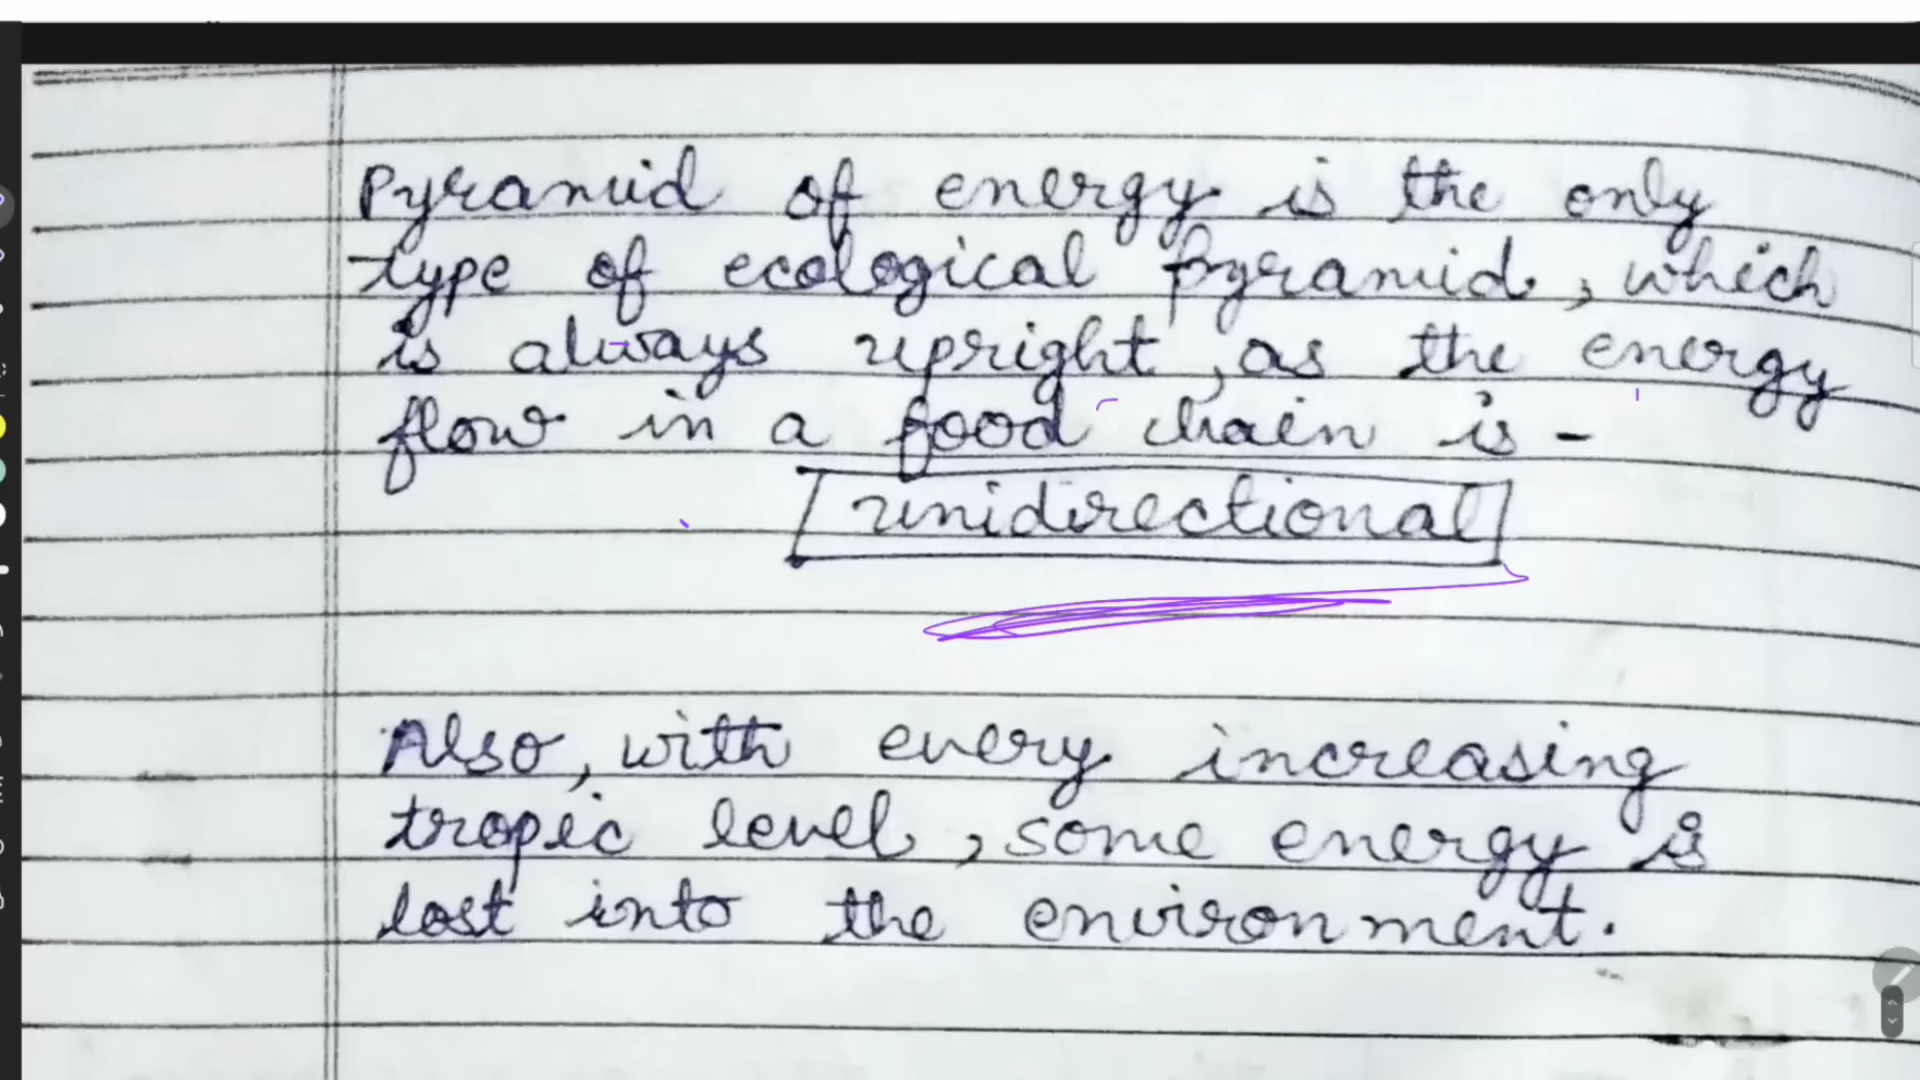 Pyramid of energy is the only
type of ecological pyramid, which
is always upright, as the energy
flow in a food chain is -
unidirectional
Also, with every increasing
tropic level, some energy is
lost into the environment.